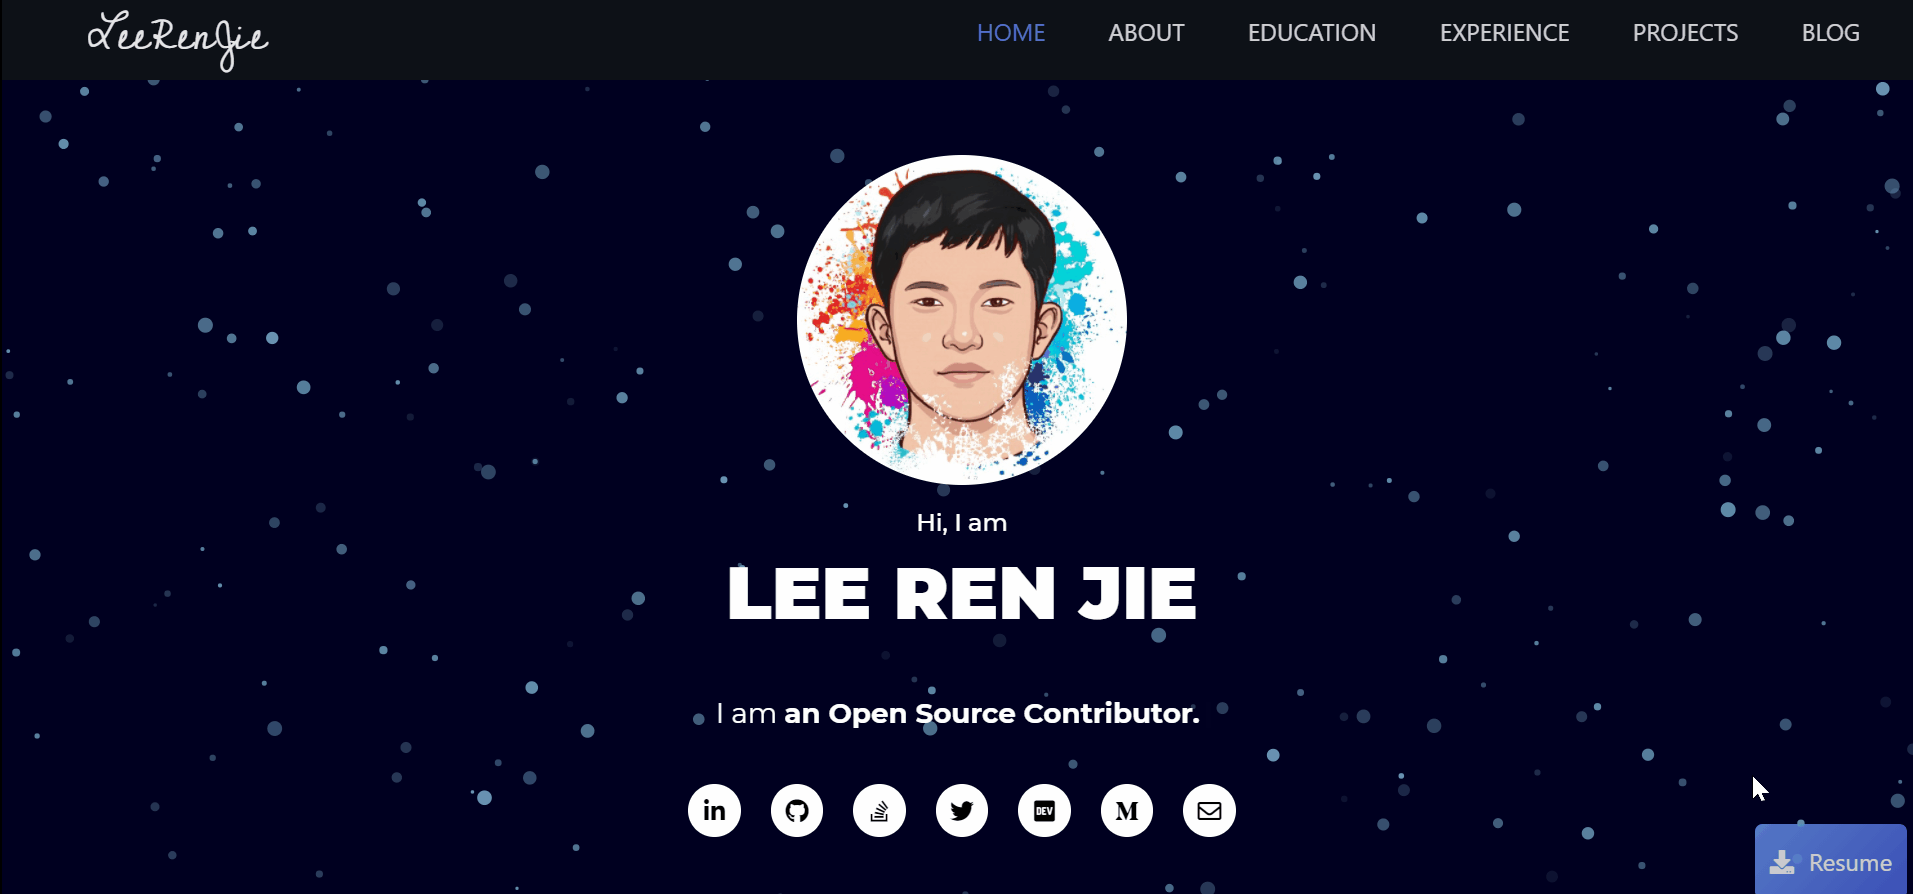 LeeRenJie
HOME ABOUT EDUCATION EXPERIENCE PROJECTS BLOG
Hi, I am
LEE REN JIE
I am an Open Source Contributor.
in DEV M
Resume